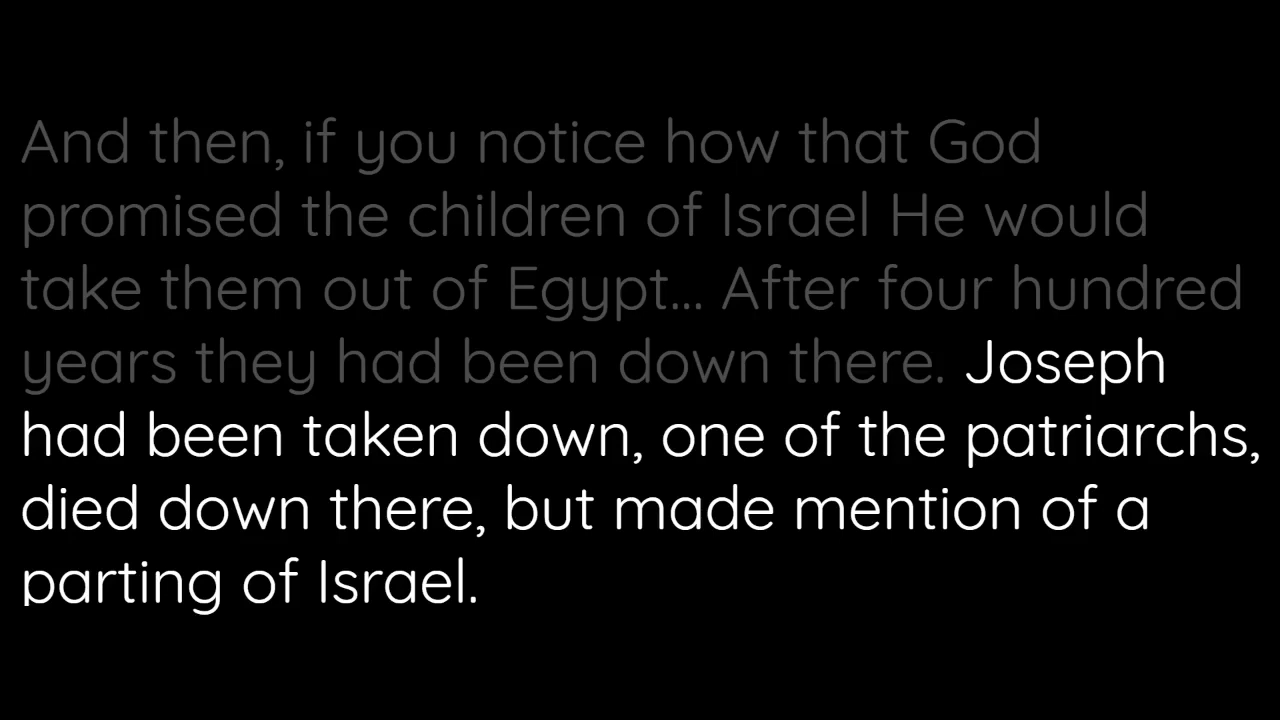 And then, if you notice how that God
promised the children of Israel He would
take them out of Egypt... After four hundred
years they had been down there. Joseph
had been taken down, one of the patriarchs,
died down there, but made mention of a
parting of Israel.